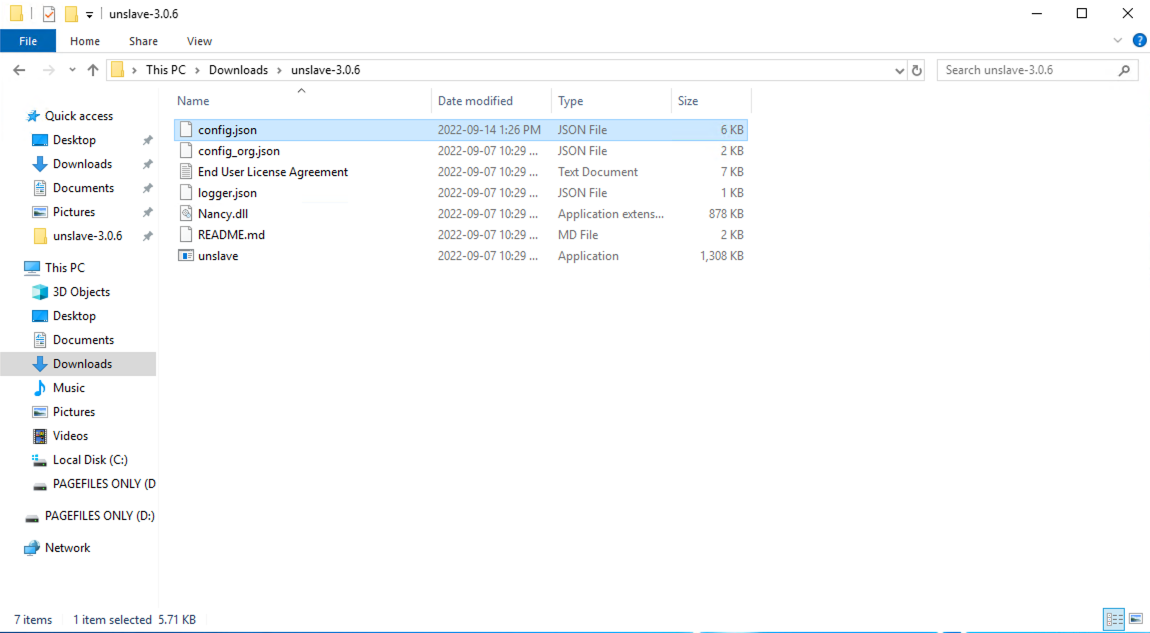 unslave-3.0.6
File Home Share View
This PC Downloads unslave-3.0.6 Search unslave-3.0.6
Name Date modified Type Size
Quick access
Desktop
Downloads
Documents
Pictures
unslave-3.0.6
This PC
3D Objects
Desktop
Documents
Downloads
Music
Pictures
Videos
Local Disk (C:)
PAGEFILES ONLY (D
PAGEFILES ONLY (D:)
Network
config.json 2022-09-14 1:26 PM JSON File 6 KB
config_org.json 2022-09-07 10:29 ... JSON File 2 KB
End User License Agreement 2022-09-07 10:29 ... Text Document 7 KB
logger.json 2022-09-07 10:29 ... JSON File 1 KB
Nancy.dll 2022-09-07 10:29 ... Application extens... 878 KB
README.md 2022-09-07 10:29 ... MD File 2 KB
unslave 2022-09-07 10:29 ... Application 1,308 KB
7 items 1 item selected 5.71 KB